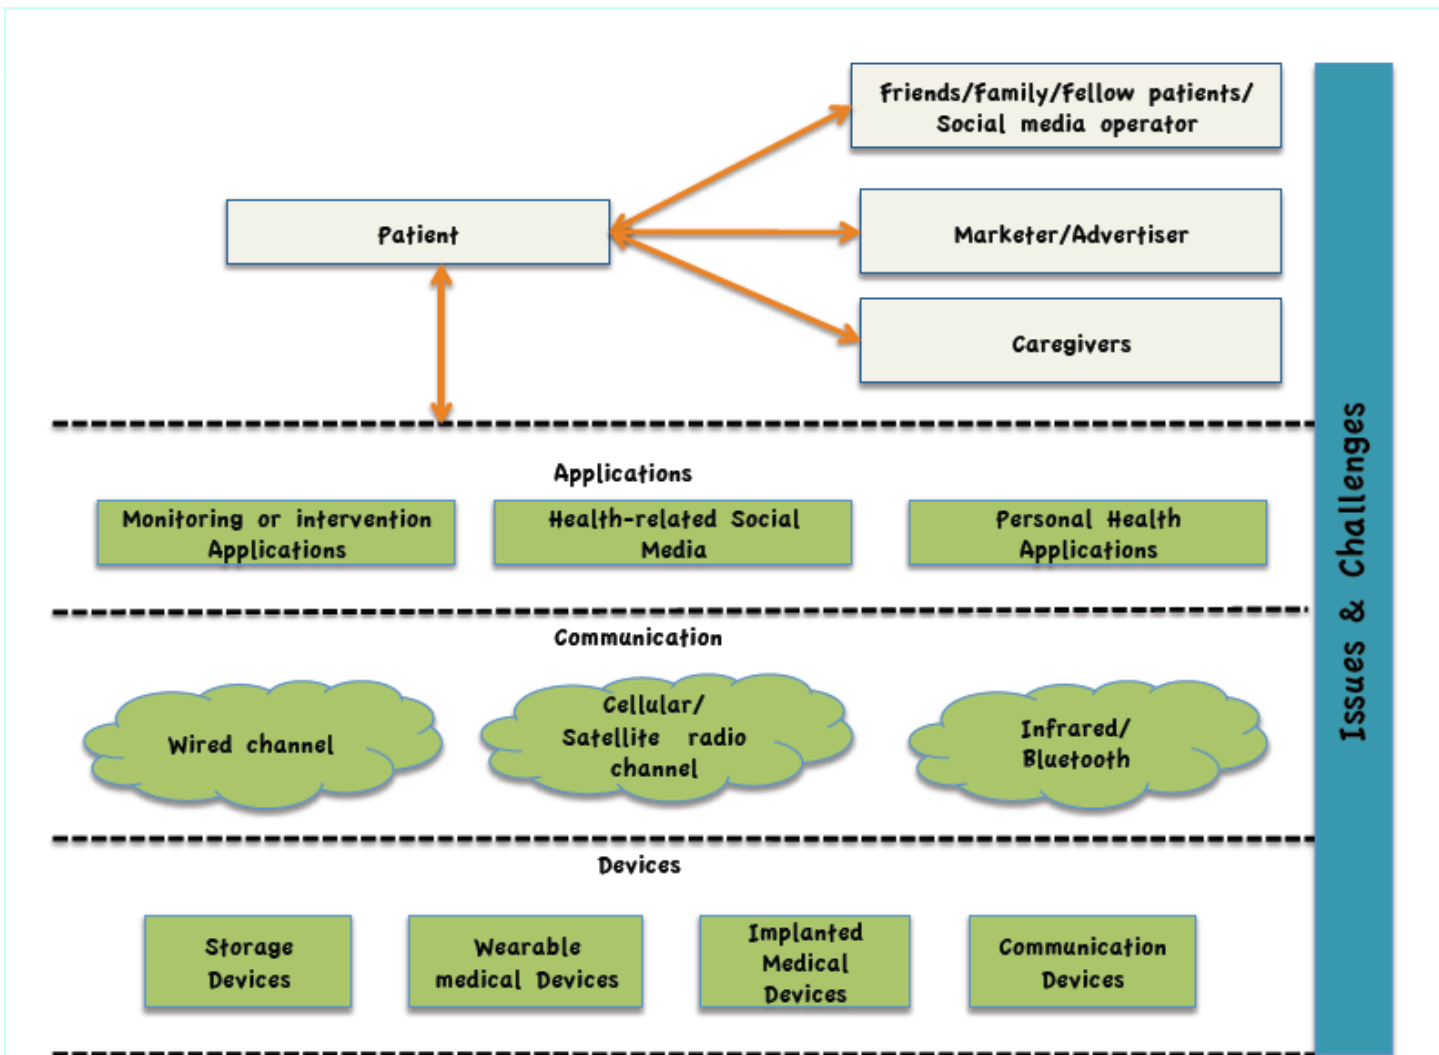 Friends/Family/Fellow patients/
Social media operator
Patient
Marketer/Advertiser
Caregivers
Applications
Monitoring or intervention
Applications
Health-related Social
Media
Personal Health
Applications
Communication
Wired channel
Cellular/
Satellite radio
channel
Infrared/
Bluetooth
Devices
Storage
Devices
Wearable
medical Devices
Implanted
Medical
Devices
Communication
Devices
Issues & Challenges